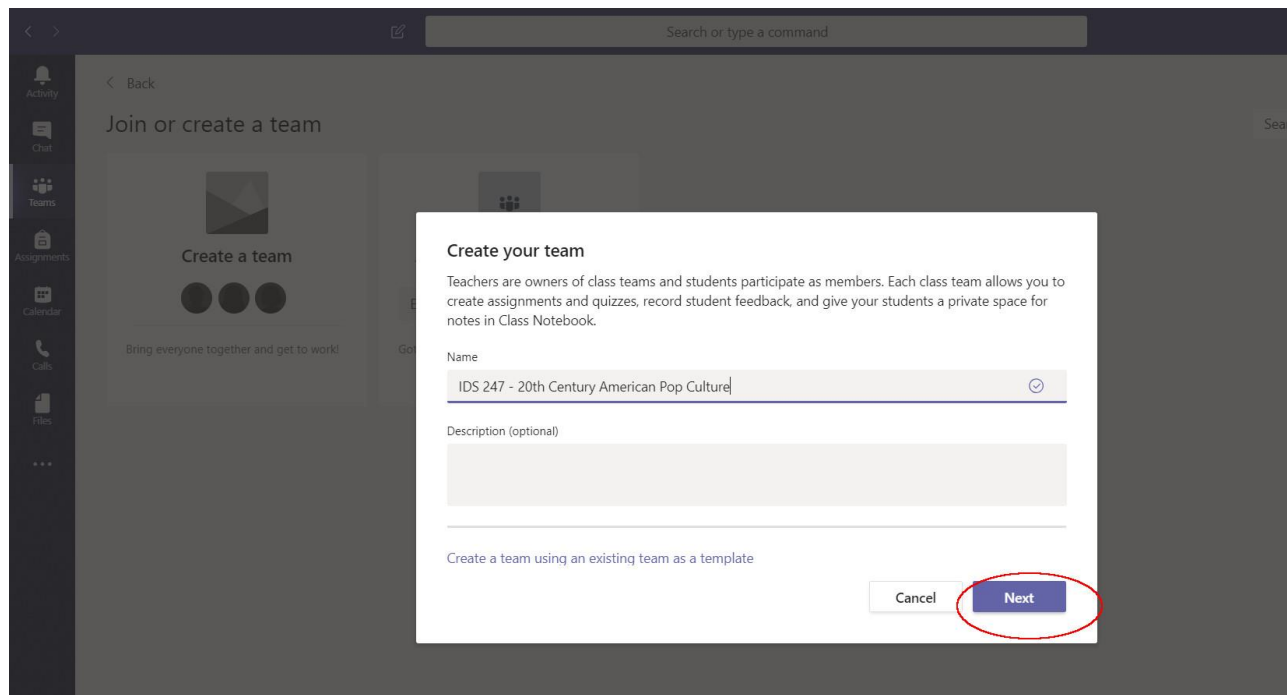 Search or type a command
Activity
Chat
Teams
Assignments
Calendar
Calls
Files
Back
Join or create a team
Sea
Create a team
Bring everyone together and get to work!
Got
Create your team
Teachers are owners of class teams and students participate as members. Each class team allows you to
create assignments and quizzes, record student feedback, and give your students a private space for
notes in Class Notebook.
Name
IDS 247 - 20th Century American Pop Culture
Description (optional)
Create a team using an existing team as a template
Cancel
Next